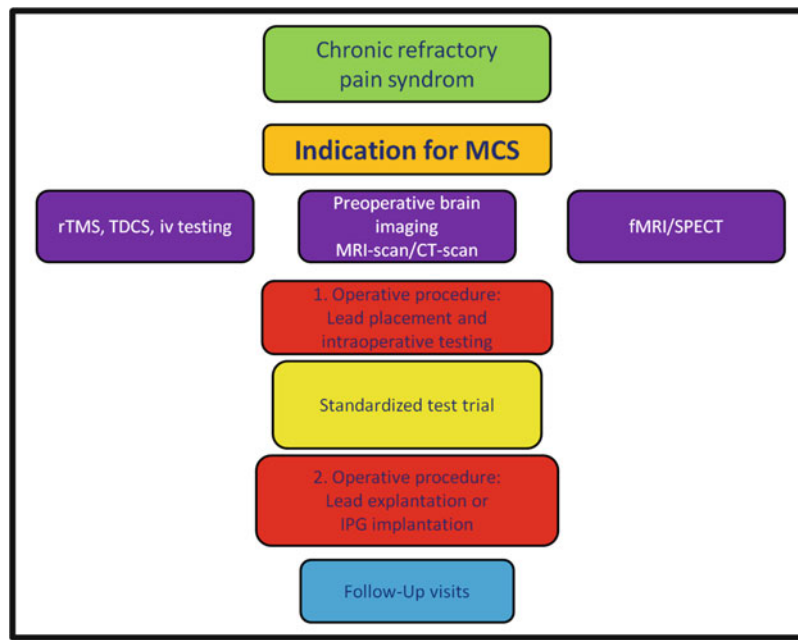 Chronic refractory
pain syndrom
Indication for MCS
rTMS, TDCS, iv testing
Preoperative brain
imaging
MRI-scan/CT-scan
fMRI/SPECT
1. Operative procedure:
Lead placement and
intraoperative testing
Standardized test trial
2. Operative procedure:
Lead explantation or
IPG implantation
Follow-Up visits